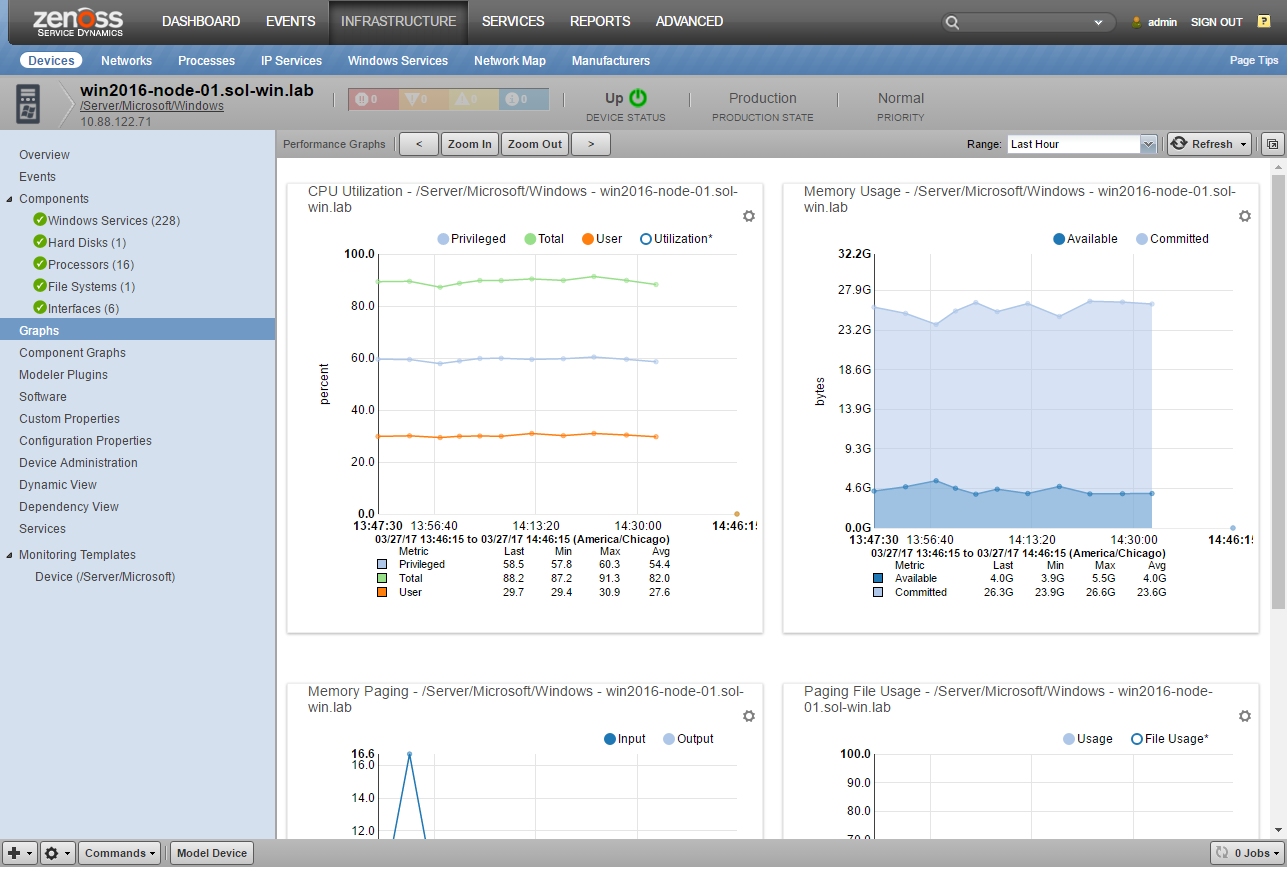 zenoss
SERVICE DYNAMICS
DASHBOARD EVENTS INFRASTRUCTURE SERVICES REPORTS ADVANCED
admin SIGN OUT ?
Devices Networks Processes IP Services Windows Services Network Map Manufacturers Page Tips
win2016-node-01.sol-win.lab
/Server/Microsoft/Windows
10.88.122.71
0 0 0 0
Up
DEVICE STATUS
Production
PRODUCTION STATE
Normal
PRIORITY
Overview
Events
Components
Windows Services (228)
Hard Disks (1)
Processors (16)
File Systems (1)
Interfaces (6)
Graphs
Component Graphs
Modeler Plugins
Software
Custom Properties
Configuration Properties
Device Administration
Dynamic View
Dependency View
Services
Monitoring Templates
Device (/Server/Microsoft)
Performance Graphs < Zoom In Zoom Out > Range: Last Hour Refresh
CPU Utilization - /Server/Microsoft/Windows - win2016-node-01.sol-
win.lab
Privileged Total User Utilization*
100.0
80.0
60.0
40.0
20.0
0.0
percent
13:47:30 13:56:40 14:13:20 14:30:00 14:46:15
03/27/17 13:46:15 to 03/27/17 14:46:15 (America/Chicago)
Metric Last Min Max Avg
Privileged 58.5 57.8 60.3 54.4
Total 88.2 87.2 91.3 82.0
User 29.7 29.4 30.9 27.6
Memory Usage - /Server/Microsoft/Windows - win2016-node-01.sol-
win.lab
Available Committed
32.2G
27.9G
23.2G
18.6G
13.9G
9.3G
4.6G
0.0G
bytes
13:47:30 13:56:40 14:13:20 14:30:00 14:46:1
03/27/17 13:46:15 to 03/27/17 14:46:15 (America/Chicago)
Metric Last Min Max Avg
Available 4.0G 3.9G 5.5G 4.0G
Committed 26.3G 23.9G 26.6G 23.6G
Memory Paging - /Server/Microsoft/Windows - win2016-node-01.sol-
win.lab
Input Output
16.6
16.0
14.0
12.0
Paging File Usage - /Server/Microsoft/Windows - win2016-node-
01.sol-win.lab
Usage File Usage*
100.0
90.0
80.0
70.0
Commands Model Device 0 Jobs